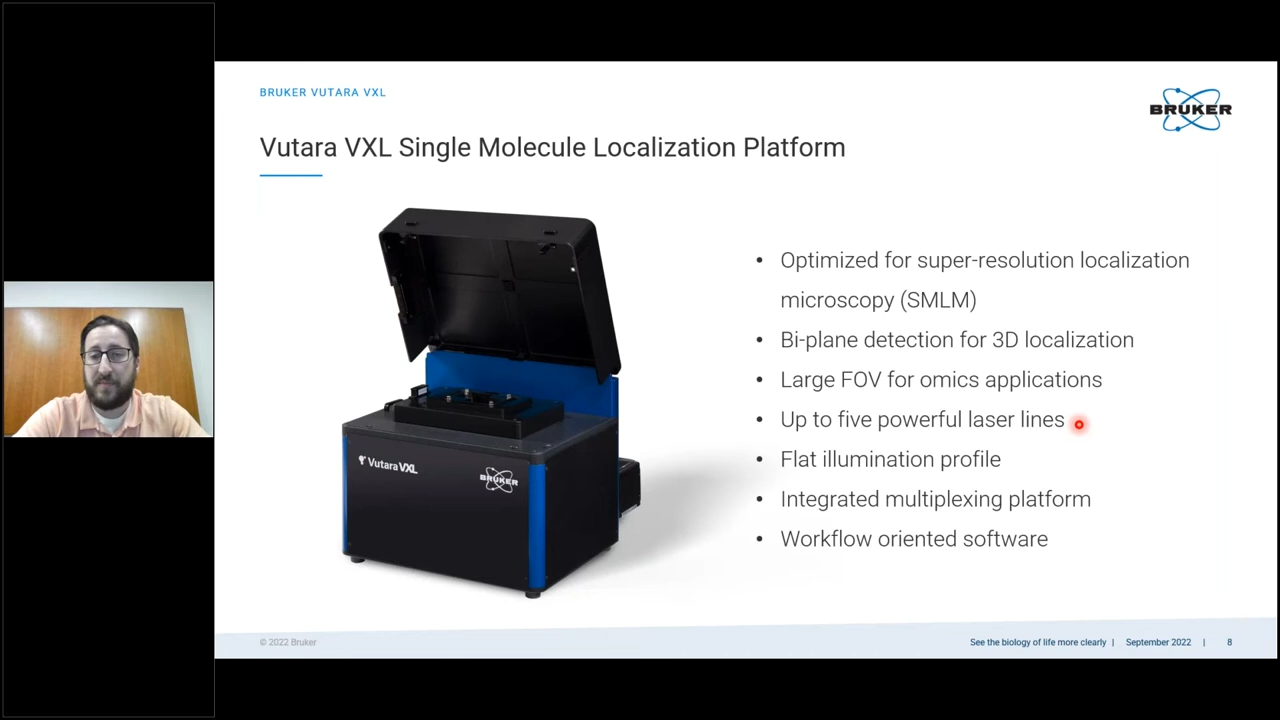 BRUKER VUTARA VXL
BRUKER
Vutara VXL Single Molecule Localization Platform
• Optimized for super-resolution localization
microscopy (SMLM)
• Bi-plane detection for 3D localization
• Large FOV for omics applications
• Up to five powerful laser lines
• Flat illumination profile
• Integrated multiplexing platform
• Workflow oriented software
Vutara VXL
BRUKER
© 2022 Bruker
See the biology of life more clearly | September 2022 | 8